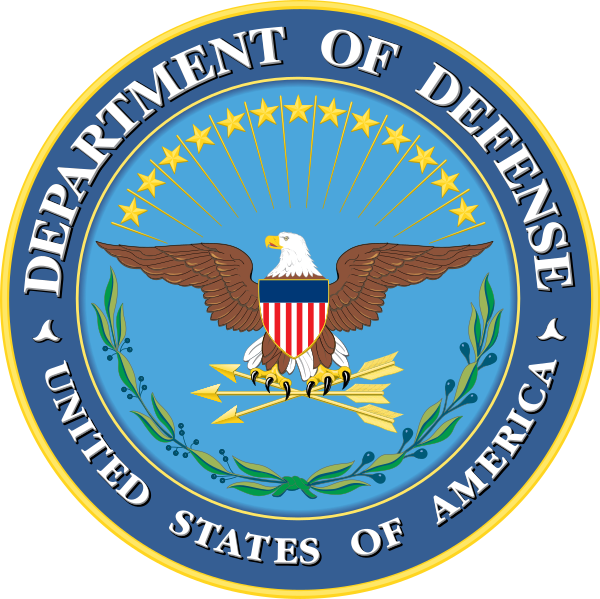 DEPARTMENT OF DEFENSE
UNITED STATES OF AMERICA